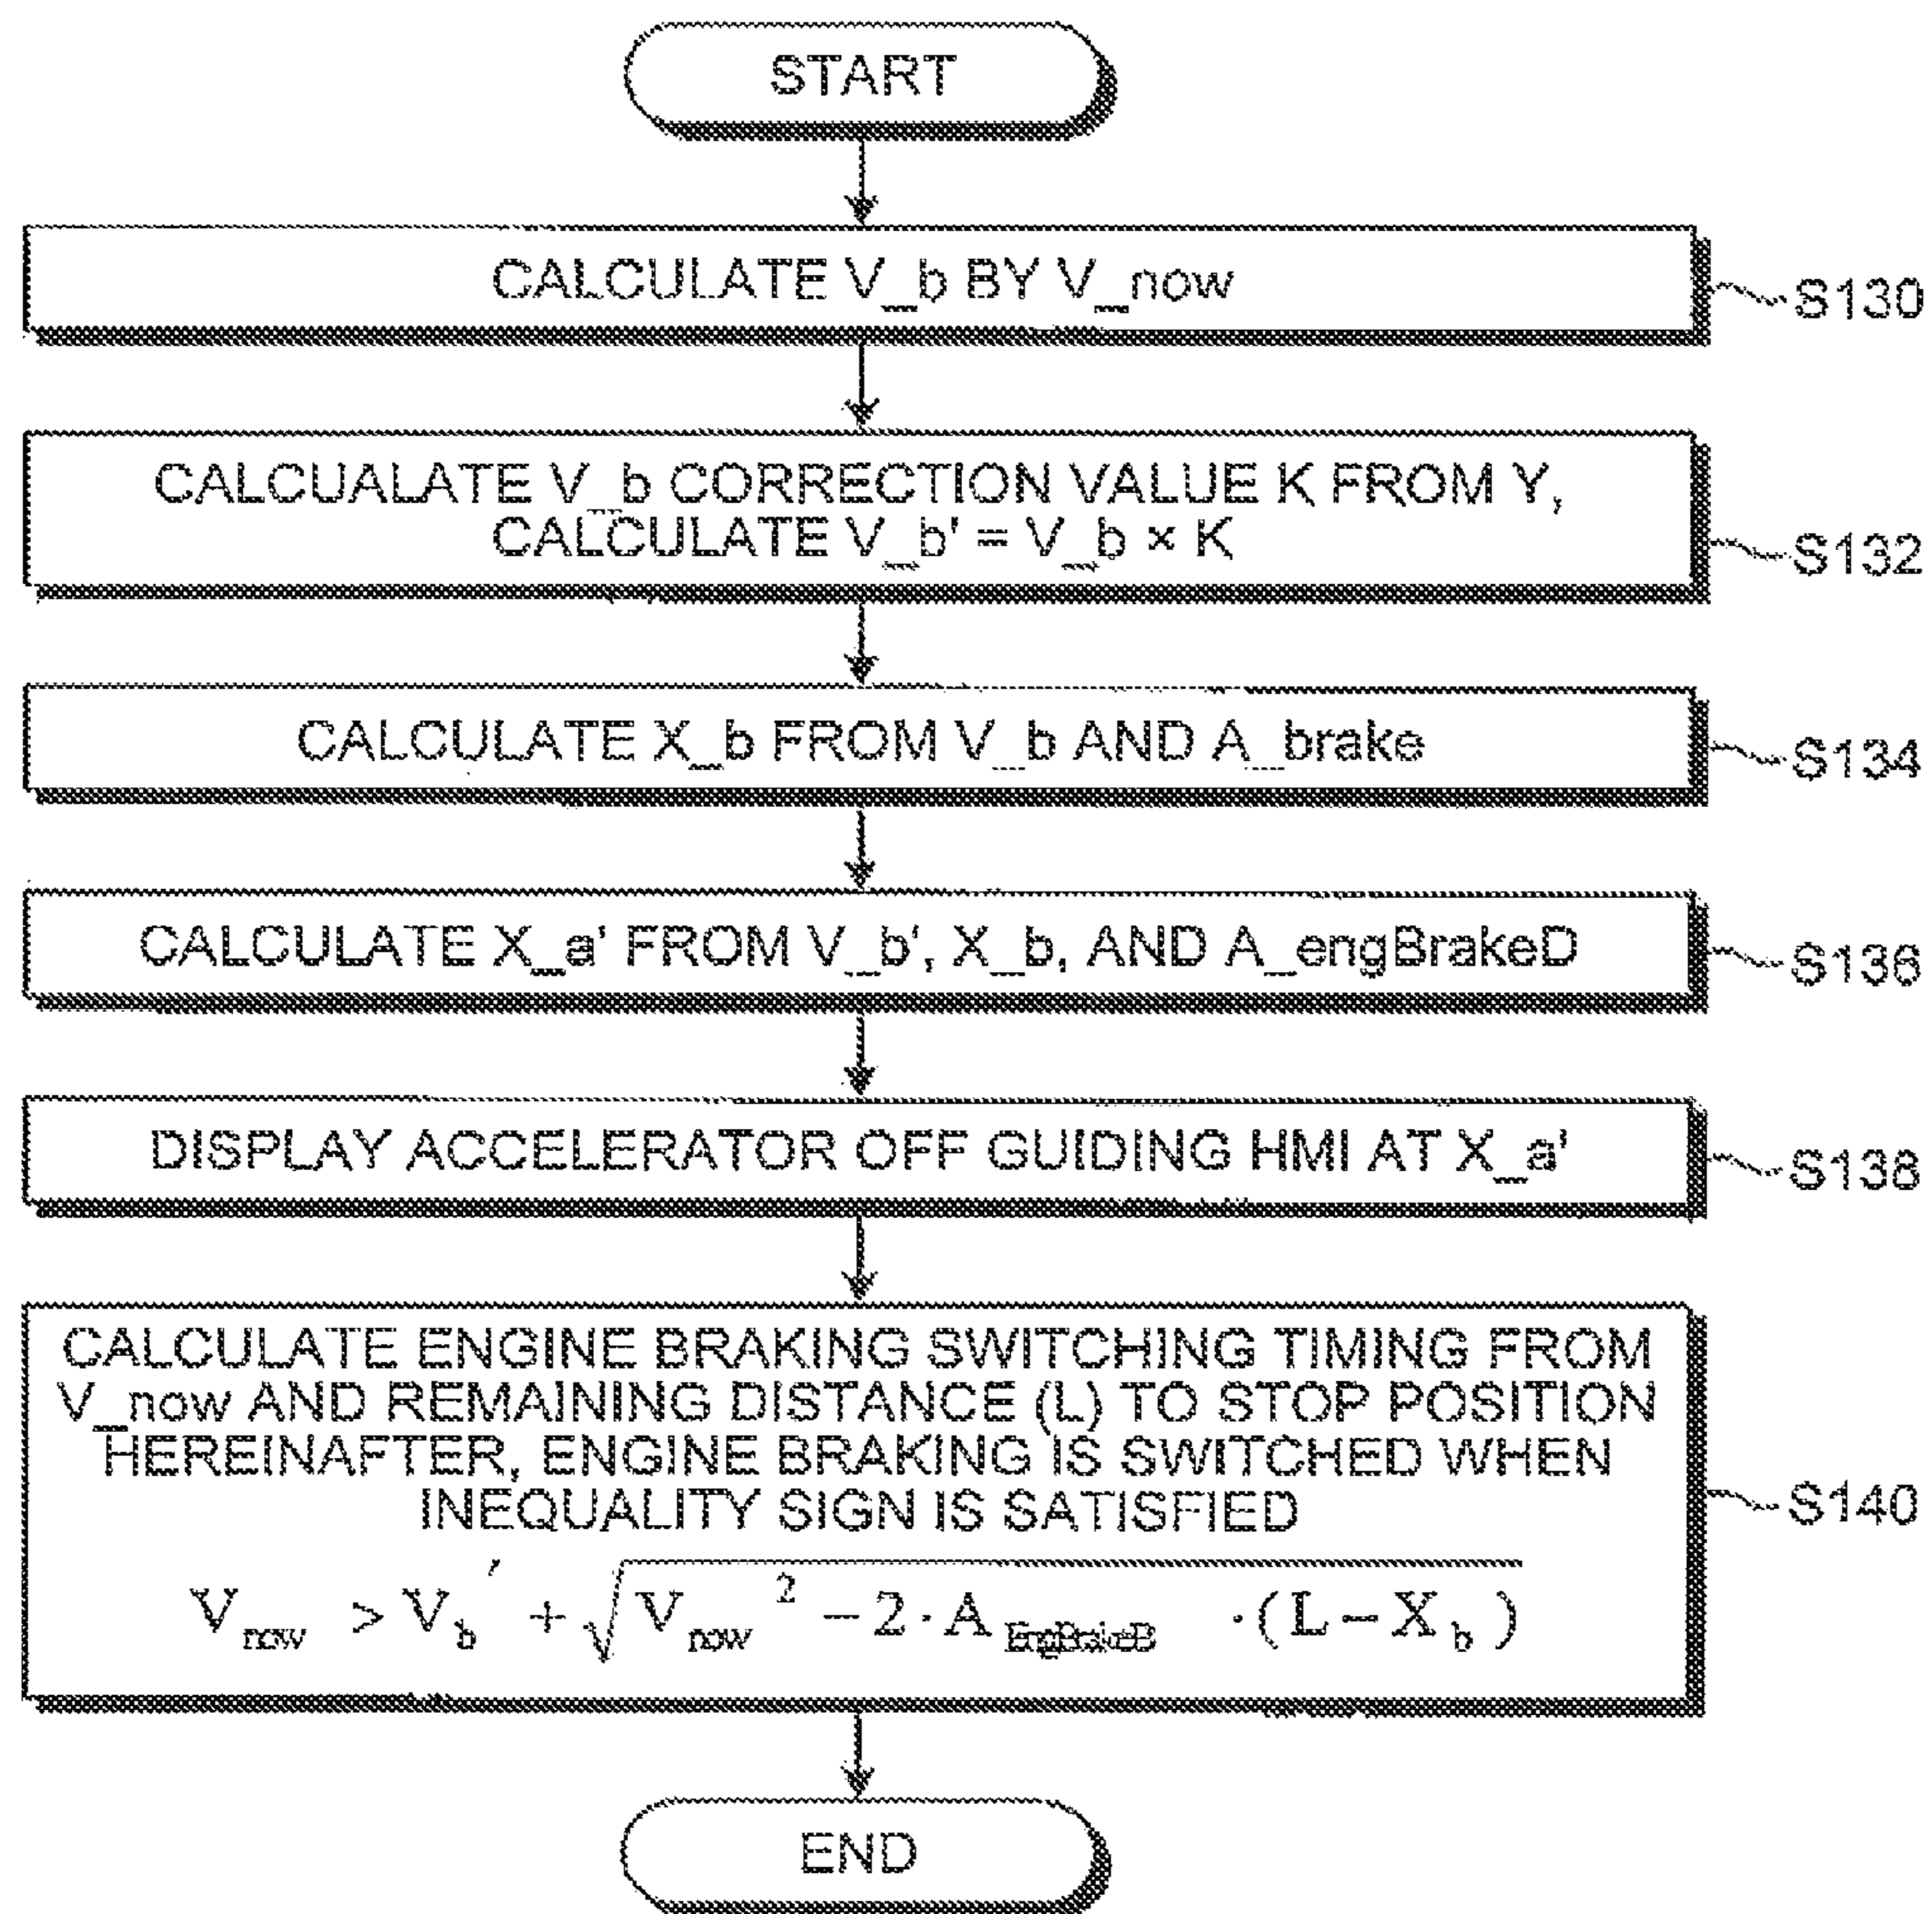 START
CALCULATE V_b BY V_now
S130
CALCUALATE V_b CORRECTION VALUE K FROM Y,
CALCULATE V_b' = V_b × K
S132
CALCULATE X_b FROM V_b AND A_brake
S134
CALCULATE X_a' FROM V_b', X_b, AND A_engBrakeD
S136
DISPLAY ACCELERATOR OFF GUIDING HMI AT X_a'
S138
CALCULATE ENGINE BRAKING SWITCHING TIMING FROM
V_now AND REMAINING DISTANCE (L) TO STOP POSITION
HEREINAFTER, ENGINE BRAKING IS SWITCHED WHEN
INEQUALITY SIGN IS SATISFIED
S140
V_now > V_b' + √(V_now² − 2 · A_EngBrakeB · (L − X_b))
END